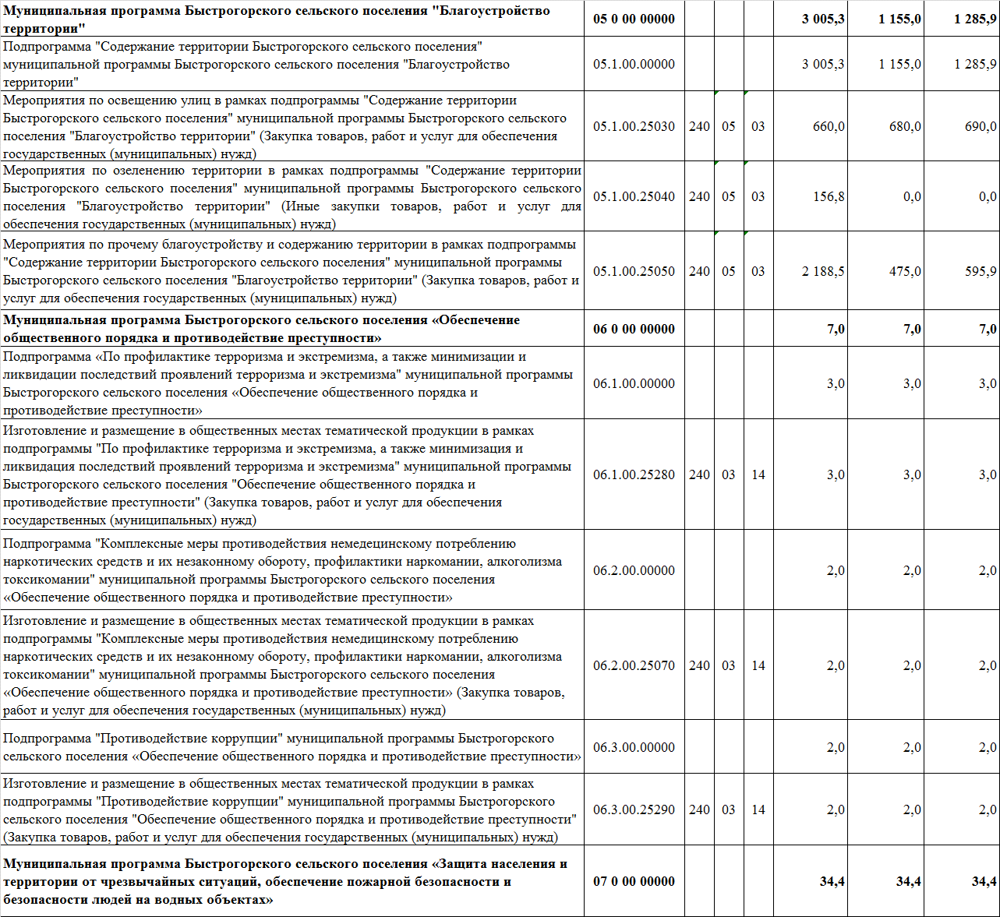 Муниципальная программа Быстрогорского сельского поселения "Благоустройство
территории"
05 0 00 00000 3 005,3 1 155,0 1 285,9
Подпрограмма "Содержание территории Быстрогорского сельского поселения"
муниципальной программы Быстрогорского сельского поселения "Благоустройство
территории"
05.1.00.00000 3 005,3 1 155,0 1 285,9
Мероприятия по освещению улиц в рамках подпрограммы "Содержание территории
Быстрогорского сельского поселения" муниципальной программы Быстрогорского сельского
поселения "Благоустройство территории" (Закупка товаров, работ и услуг для обеспечения
государственных (муниципальных) нужд)
05.1.00.25030 240 05 03 660,0 680,0 690,0
Мероприятия по озеленению территории в рамках подпрограммы "Содержание территории
Быстрогорского сельского поселения" муниципальной программы Быстрогорского сельского
поселения "Благоустройство территории" (Иные закупки товаров, работ и услуг для
обеспечения государственных (муниципальных) нужд)
05.1.00.25040 240 05 03 156,8 0,0 0,0
Мероприятия по прочему благоустройству и содержанию территории в рамках подпрограммы
"Содержание территории Быстрогорского сельского поселения" муниципальной программы
Быстрогорского сельского поселения "Благоустройство территории" (Закупка товаров, работ и
услуг для обеспечения государственных (муниципальных) нужд)
05.1.00.25050 240 05 03 2 188,5 475,0 595,9
Муниципальная программа Быстрогорского сельского поселения «Обеспечение
общественного порядка и противодействие преступности»
06 0 00 00000 7,0 7,0 7,0
Подпрограмма «По профилактике терроризма и экстремизма, а также минимизации и
ликвидации последствий проявлений терроризма и экстремизма" муниципальной программы
Быстрогорского сельского поселения «Обеспечение общественного порядка и
противодействие преступности»
06.1.00.00000 3,0 3,0 3,0
Изготовление и размещение в общественных местах тематической продукции в рамках
подпрограммы "По профилактике терроризма и экстремизма, а также минимизация и
ликвидация последствий проявлений терроризма и экстремизма" муниципальной программы
Быстрогорского сельского поселения "Обеспечение общественного порядка и
противодействие преступности" (Закупка товаров, работ и услуг для обеспечения
государственных (муниципальных) нужд)
06.1.00.25280 240 03 14 3,0 3,0 3,0
Подпрограмма "Комплексные меры противодействия немедецинскому потреблению
наркотических средств и их незаконному обороту, профилактики наркомании, алкоголизма
токсикомании" муниципальной программы Быстрогорского сельского поселения
«Обеспечение общественного порядка и противодействие преступности»
06.2.00.00000 2,0 2,0 2,0
Изготовление и размещение в общественных местах тематической продукции в рамках
подпрограммы "Комплексные меры противодействия немедицинскому потреблению
наркотических средств и их незаконному обороту, профилактики наркомании, алкоголизма
токсикомании" муниципальной программы Быстрогорского сельского поселения
«Обеспечение общественного порядка и противодействие преступности» (Закупка товаров,
работ и услуг для обеспечения государственных (муниципальных) нужд)
06.2.00.25070 240 03 14 2,0 2,0 2,0
Подпрограмма "Противодействие коррупции" муниципальной программы Быстрогорского
сельского поселения «Обеспечение общественного порядка и противодействие преступности»
06.3.00.00000 2,0 2,0 2,0
Изготовление и размещение в общественных местах тематической продукции в рамках
подпрограммы "Противодействие коррупции" муниципальной программы Быстрогорского
сельского поселения "Обеспечение общественного порядка и противодействие преступности"
(Закупка товаров, работ и услуг для обеспечения государственных (муниципальных) нужд)
06.3.00.25290 240 03 14 2,0 2,0 2,0
Муниципальная программа Быстрогорского сельского поселения «Защита населения и
территории от чрезвычайных ситуаций, обеспечение пожарной безопасности и
безопасности людей на водных объектах»
07 0 00 00000 34,4 34,4 34,4